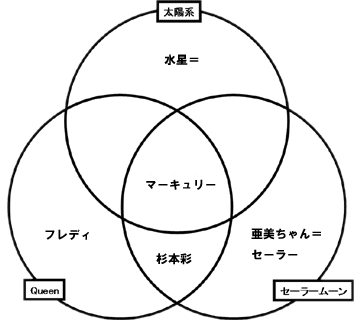 太陽系
水星＝
マーキュリー
フレディ
杉本彩
亜美ちゃん＝
セーラー
Queen
セーラームーン